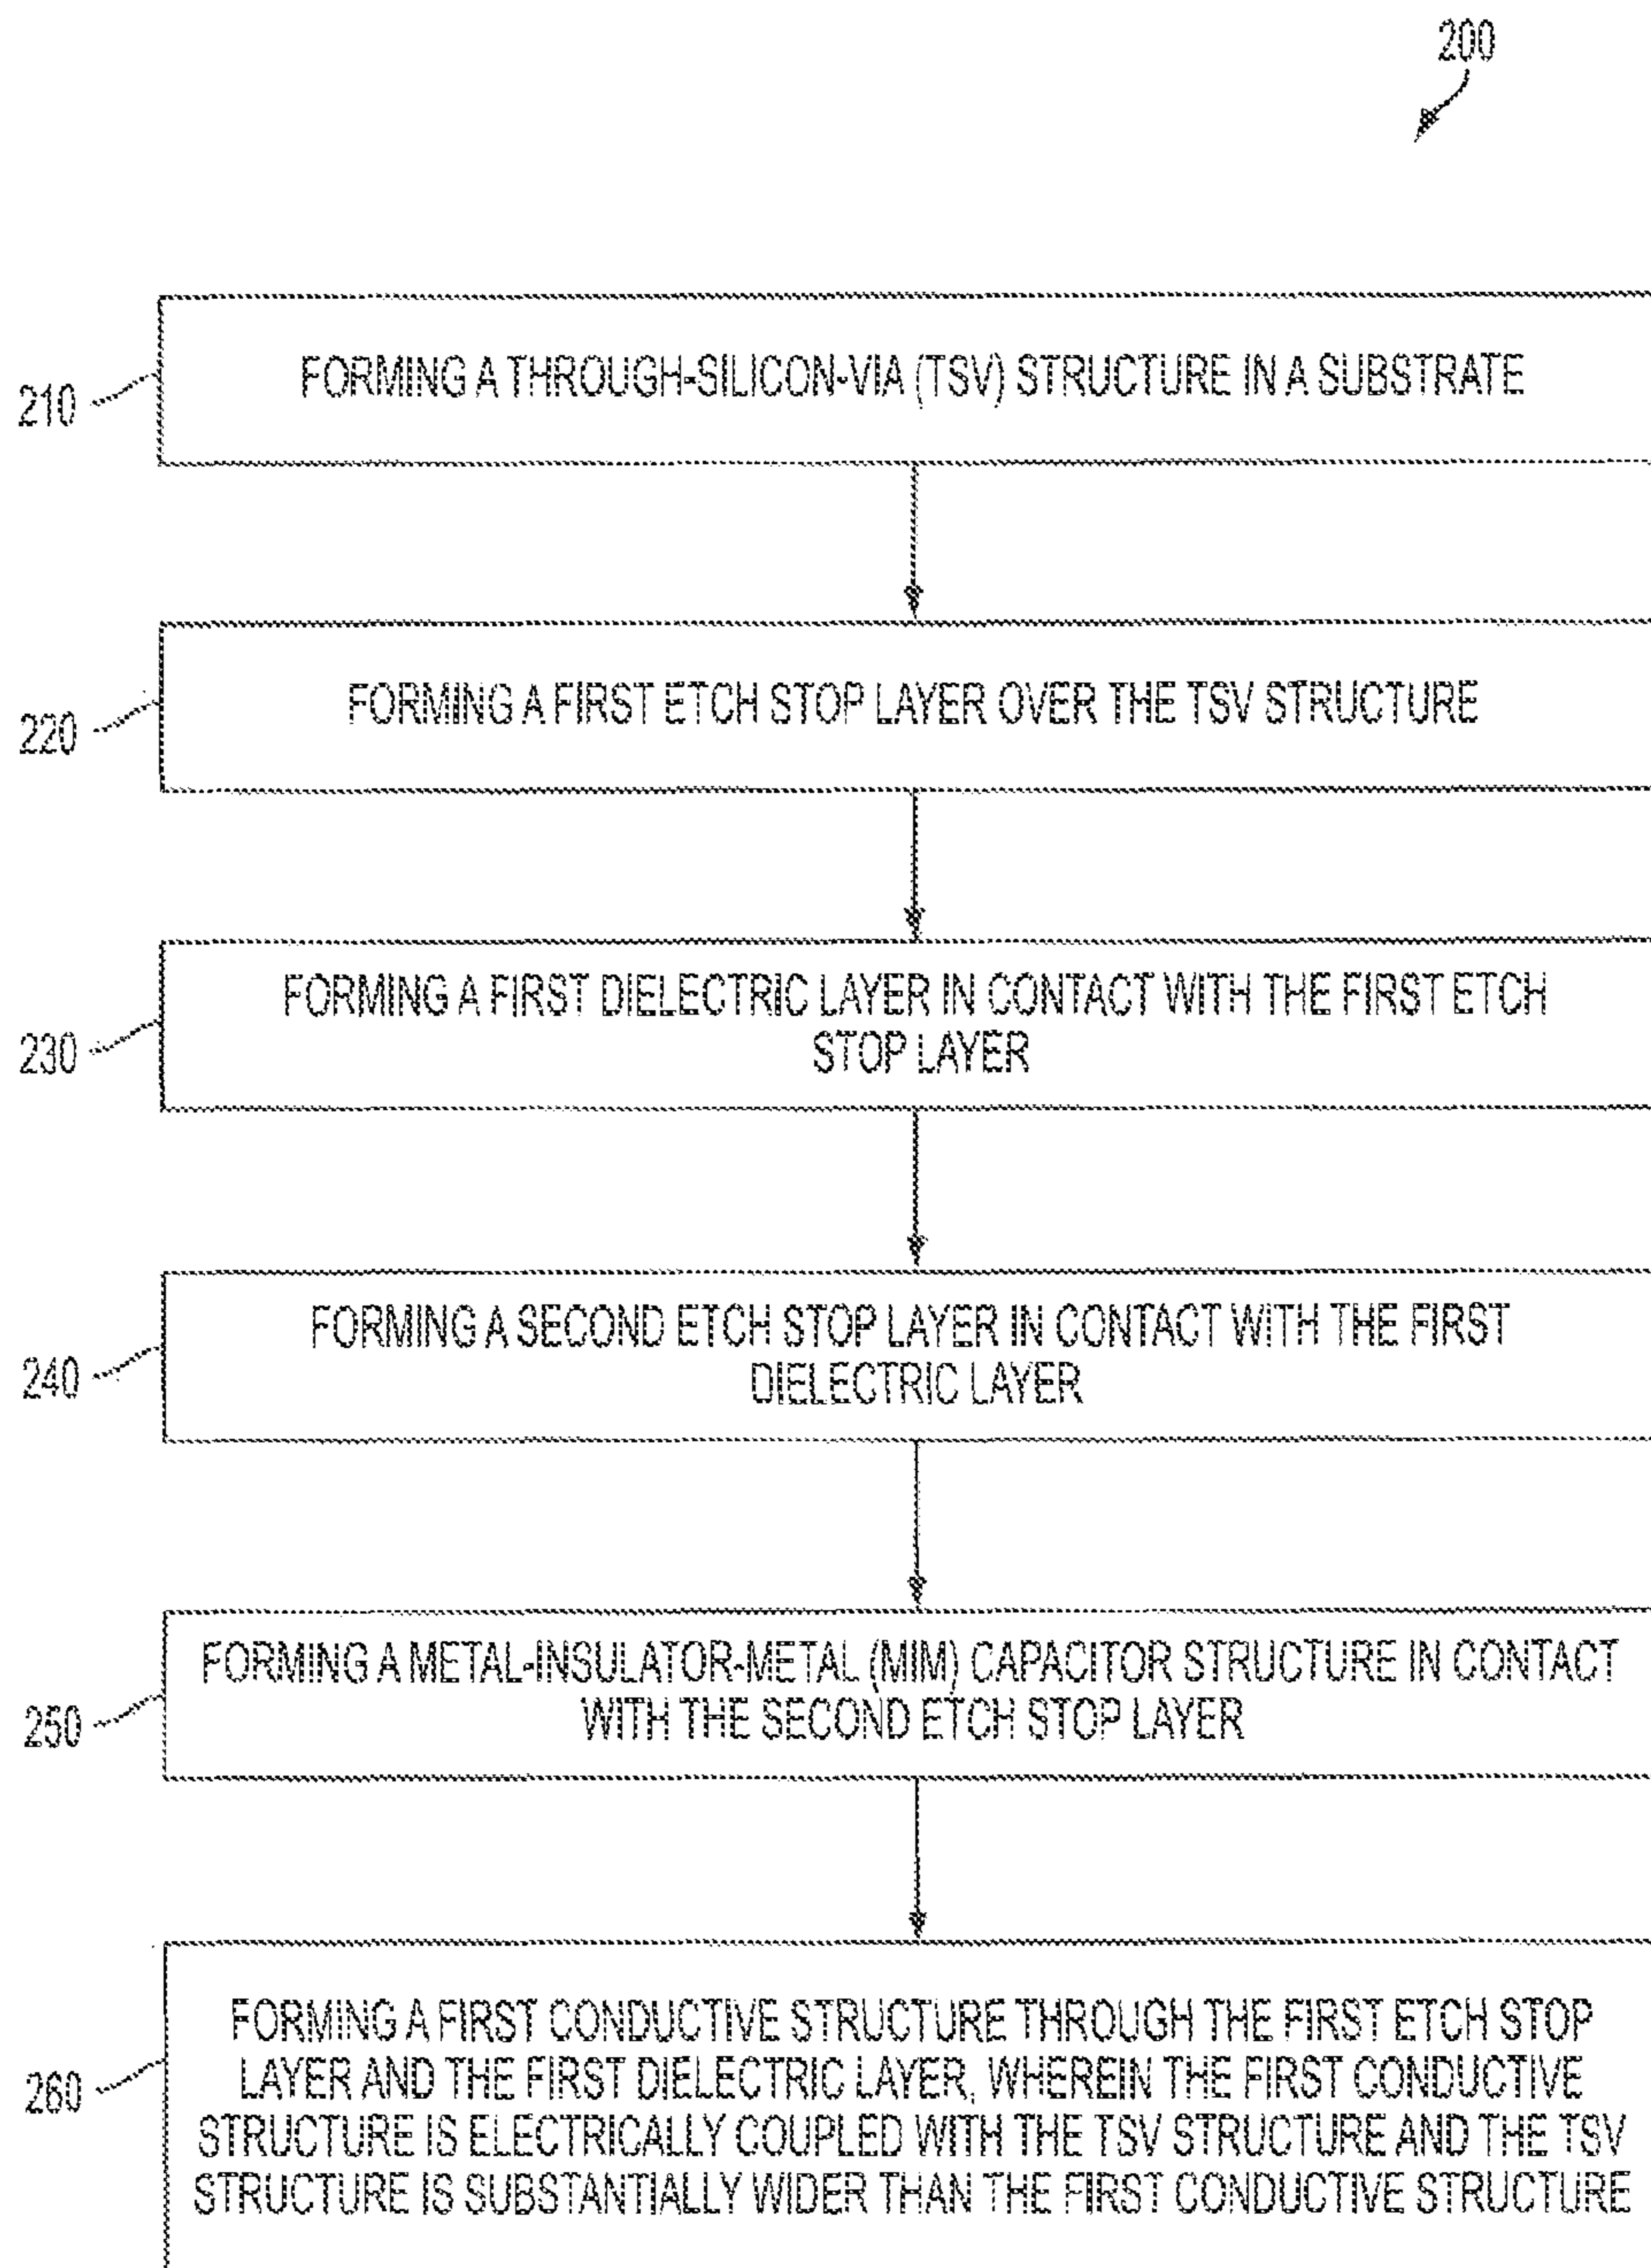 200
210
FORMING A THROUGH-SILICON-VIA (TSV) STRUCTURE IN A SUBSTRATE
220
FORMING A FIRST ETCH STOP LAYER OVER THE TSV STRUCTURE
230
FORMING A FIRST DIELECTRIC LAYER IN CONTACT WITH THE FIRST ETCH
STOP LAYER
240
FORMING A SECOND ETCH STOP LAYER IN CONTACT WITH THE FIRST
DIELECTRIC LAYER
250
FORMING A METAL-INSULATOR-METAL (MIM) CAPACITOR STRUCTURE IN CONTACT
WITH THE SECOND ETCH STOP LAYER
260
FORMING A FIRST CONDUCTIVE STRUCTURE THROUGH THE FIRST ETCH STOP
LAYER AND THE FIRST DIELECTRIC LAYER, WHEREIN THE FIRST CONDUCTIVE
STRUCTURE IS ELECTRICALLY COUPLED WITH THE TSV STRUCTURE AND THE TSV
STRUCTURE IS SUBSTANTIALLY WIDER THAN THE FIRST CONDUCTIVE STRUCTURE